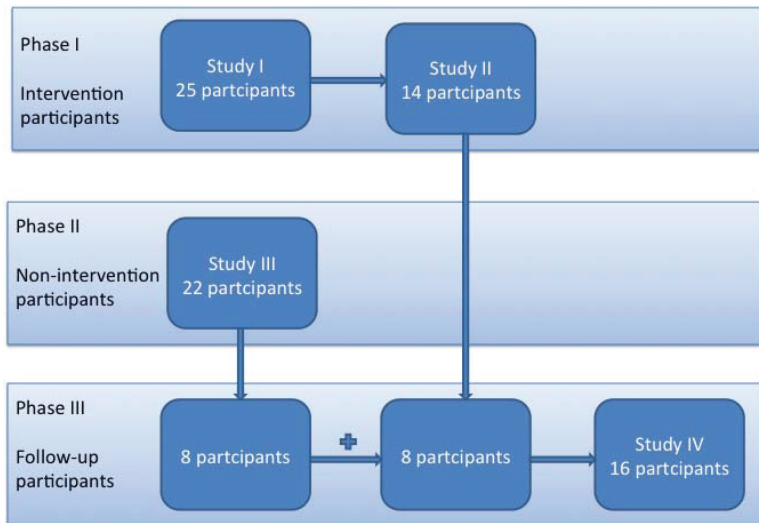 Phase I
Intervention
participants
Study I
25 partcipants
Study II
14 partcipants
Phase II
Non-intervention
participants
Study III
22 partcipants
Phase III
Follow-up
participants
8 partcipants
8 partcipants
Study IV
16 partcipants